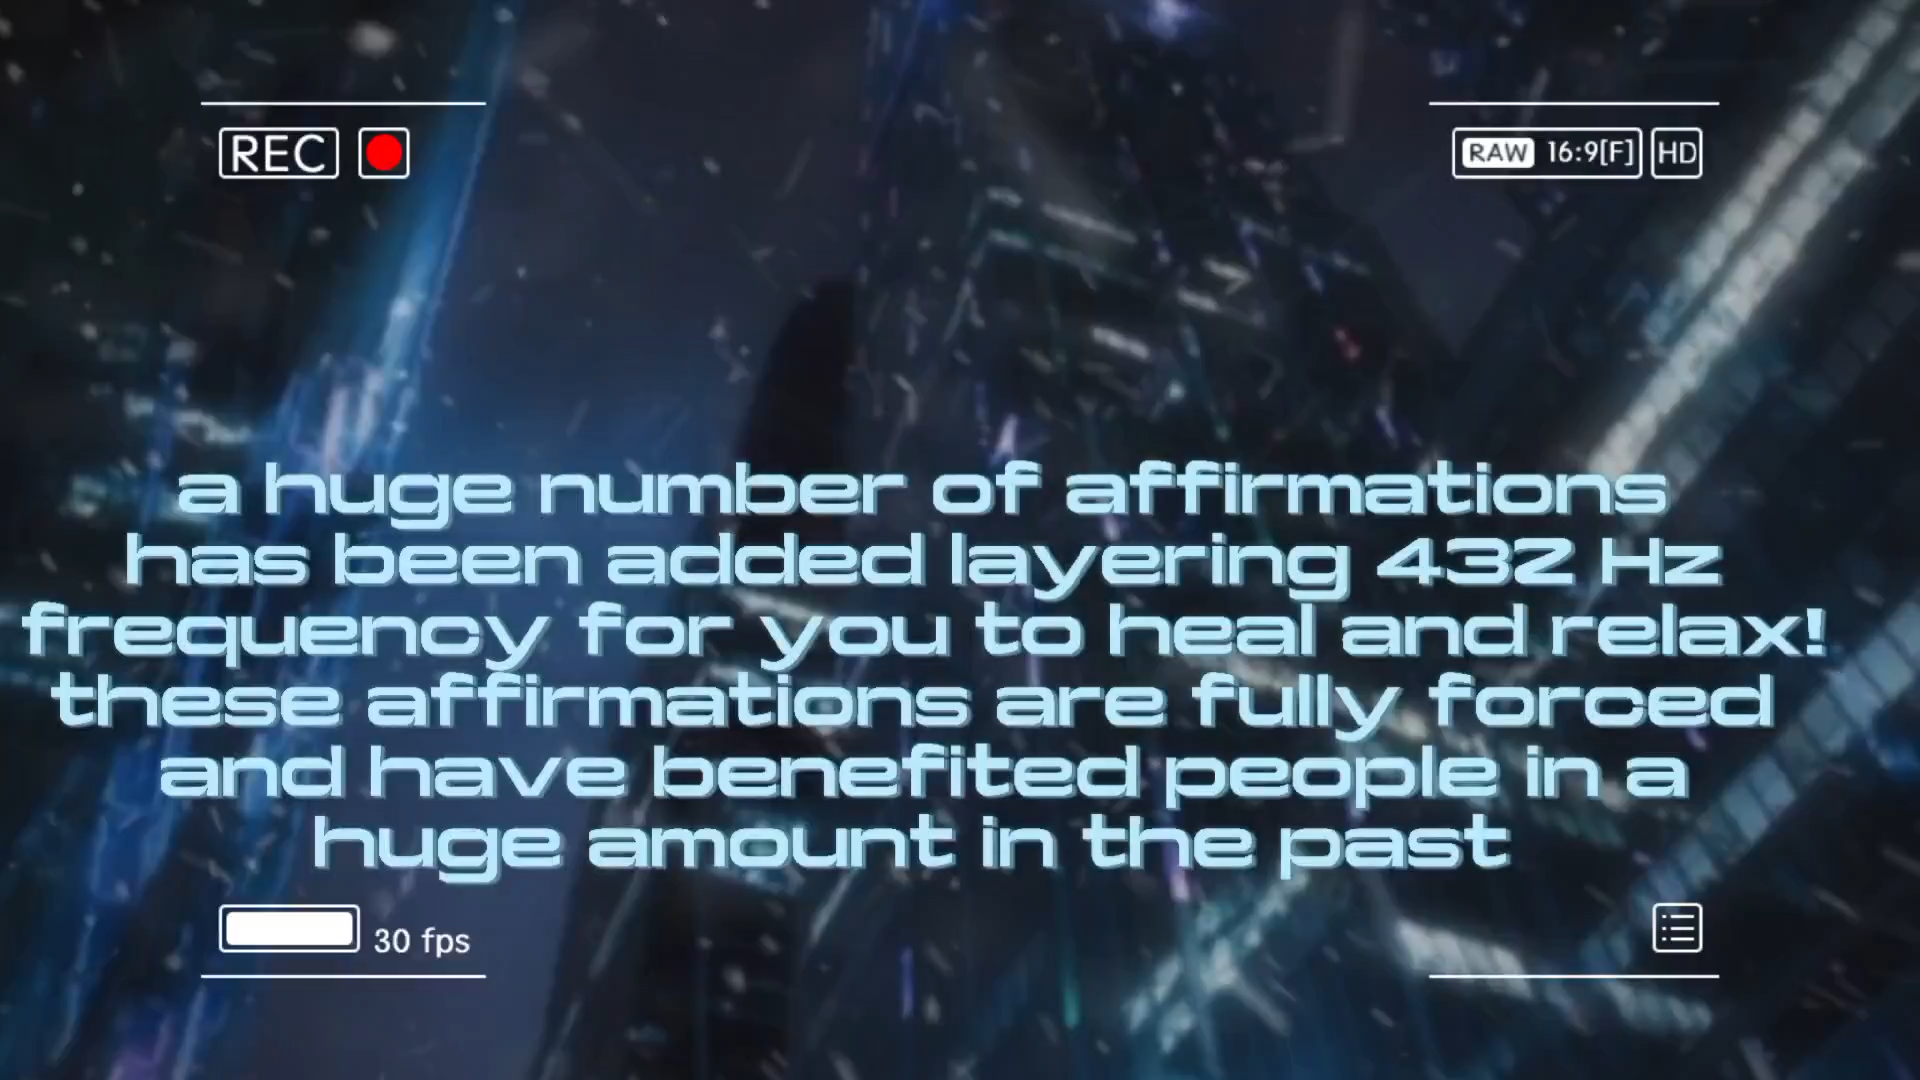 REC
RAW 16:9[F] HD
a huge number of affirmations
has been added layering 432 Hz
frequency for you to heal and relax!
these affirmations are fully forced
and have benefited people in a
huge amount in the past
30 fps